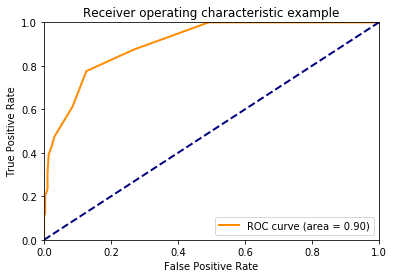 Receiver operating characteristic example
True Positive Rate
1.0
0.8
0.6
0.4
0.2
0.0
ROC curve (area = 0.90)
0.0 0.2 0.4 0.6 0.8 1.0
False Positive Rate